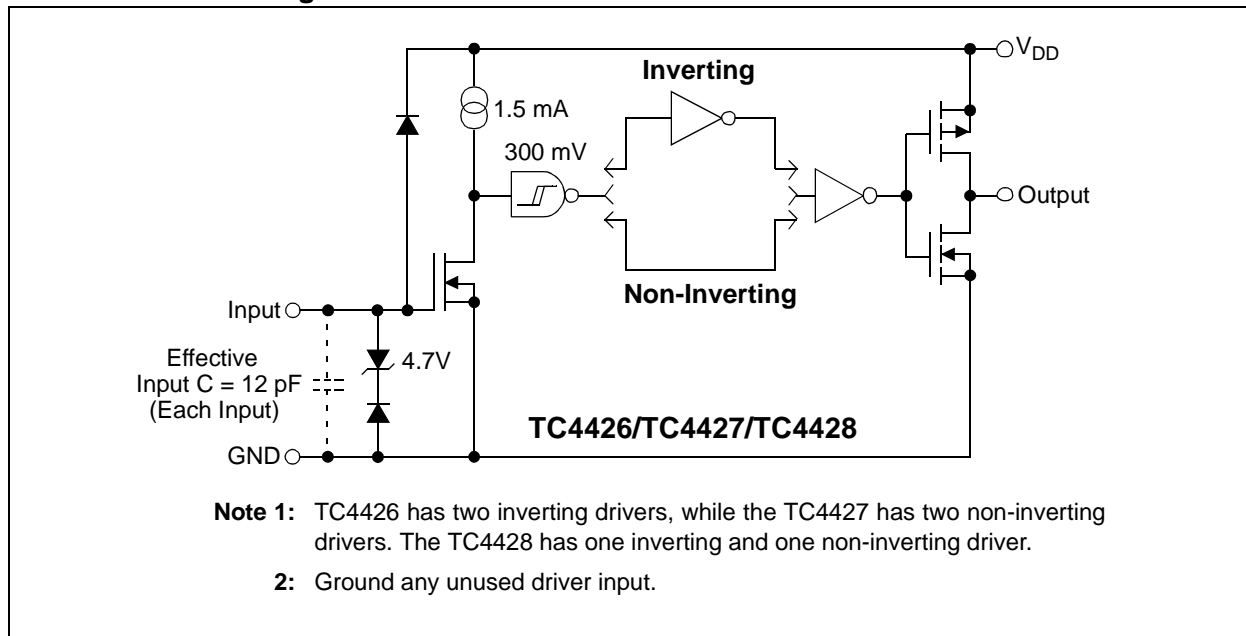 V_DD
Inverting
1.5 mA
300 mV
Output
Non-Inverting
Input
Effective
Input C = 12 pF
(Each Input)
4.7V
TC4426/TC4427/TC4428
GND
Note 1: TC4426 has two inverting drivers, while the TC4427 has two non-inverting
drivers. The TC4428 has one inverting and one non-inverting driver.
2: Ground any unused driver input.